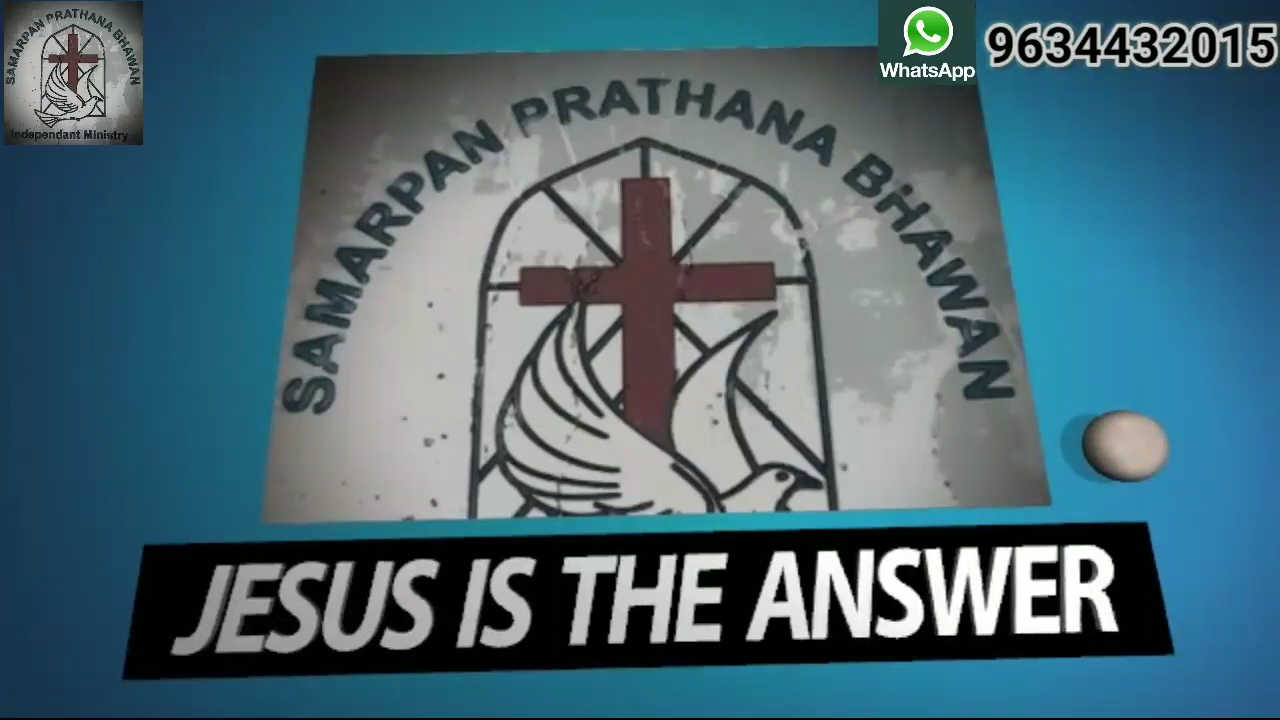 SAMARPAN PRATHANA BHAWAN
Independant Ministry
WhatsApp
9634432015
SAMARPAN PRATHANA BHAWAN
JESUS IS THE ANSWER